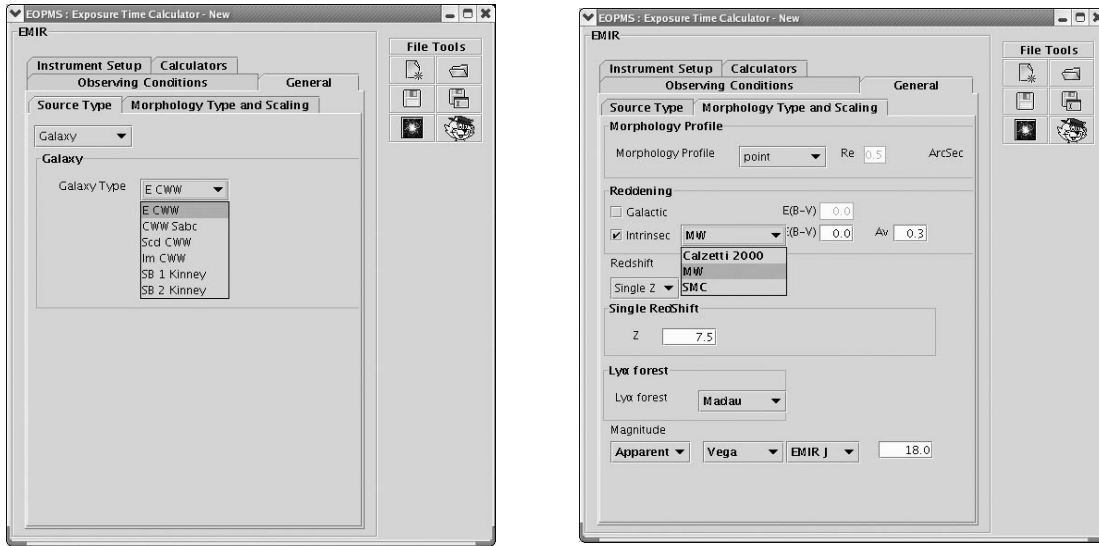 EOPMS : Exposure Time Calculator - New
EMIR
File Tools
Instrument Setup Calculators
Observing Conditions General
Source Type Morphology Type and Scaling
Galaxy
Galaxy
Galaxy Type E CWW
E CWW
CWW Sabc
Scd CWW
Im CWW
SB 1 Kinney
SB 2 Kinney
EOPMS : Exposure Time Calculator - New
EMIR
File Tools
Instrument Setup Calculators
Observing Conditions General
Source Type Morphology Type and Scaling
Morphology Profile
Morphology Profile point Re 0.5 ArcSec
Reddening
Galactic E(B-V) 0.0
Intrinsec MW E(B-V) 0.0 Av 0.3
Calzetti 2000
MW
SMC
Redshift
Single Z
Single RedShift
Z 7.5
Lyα forest
Lyα forest Madau
Magnitude
Apparent Vega EMIR J 18.0